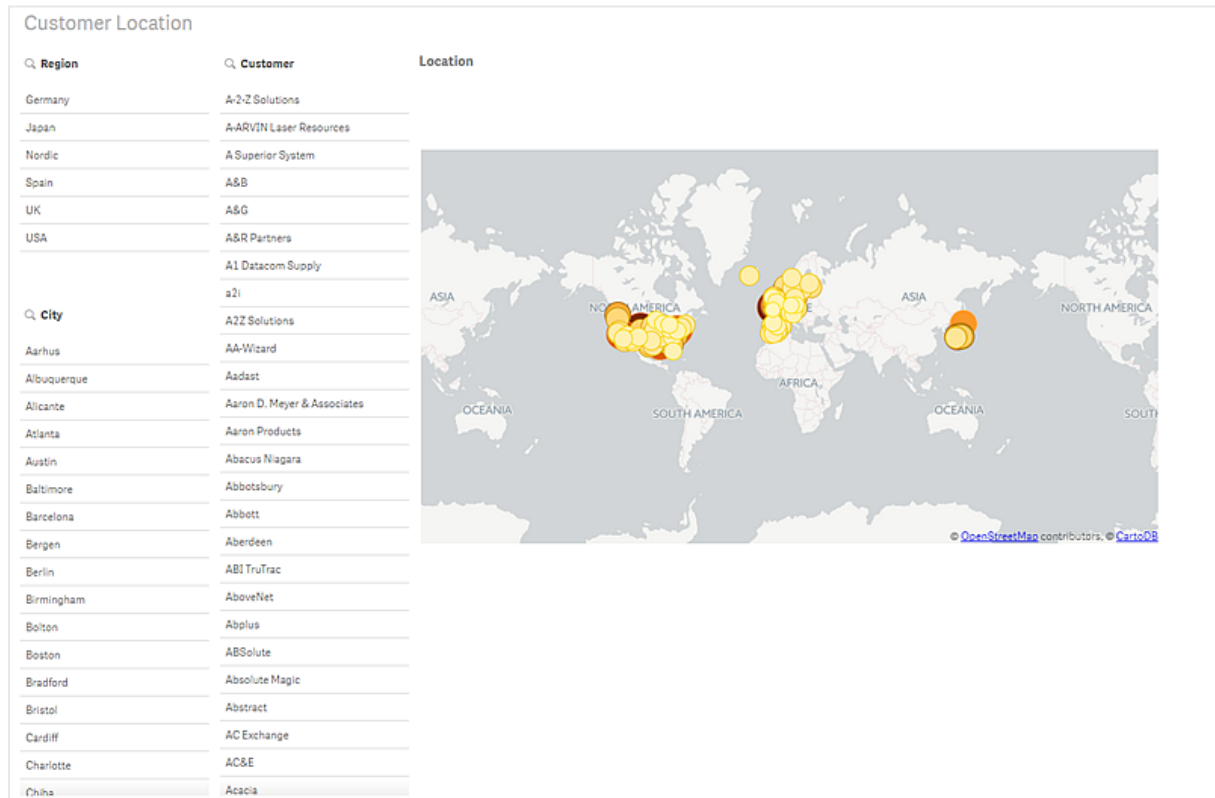 Customer Location
Region
Germany
Japan
Nordic
Spain
UK
USA
City
Aarhus
Albuquerque
Alicante
Atlanta
Austin
Baltimore
Barcelona
Bergen
Berlin
Birmingham
Bolton
Boston
Bradford
Bristol
Cardiff
Charlotte
Chiba
Customer
A-2-Z Solutions
A-ARVIN Laser Resources
A Superior System
A&B
A&G
A&R Partners
A1 Datacom Supply
a2i
A2Z Solutions
AA-Wizard
Aadast
Aaron D. Meyer & Associates
Aaron Products
Abacus Niagara
Abbotsbury
Abbott
Aberdeen
ABI TruTrac
AboveNet
Abplus
ABSolute
Absolute Magic
Abstract
AC Exchange
AC&E
Acacia
Location
ASIA
AMERICA
ASIA
NORTH AMERICA
AFRICA
OCEANIA
SOUTH AMERICA
OCEANIA
SOUTH
© OpenStreetMap contributors, © CartoDB